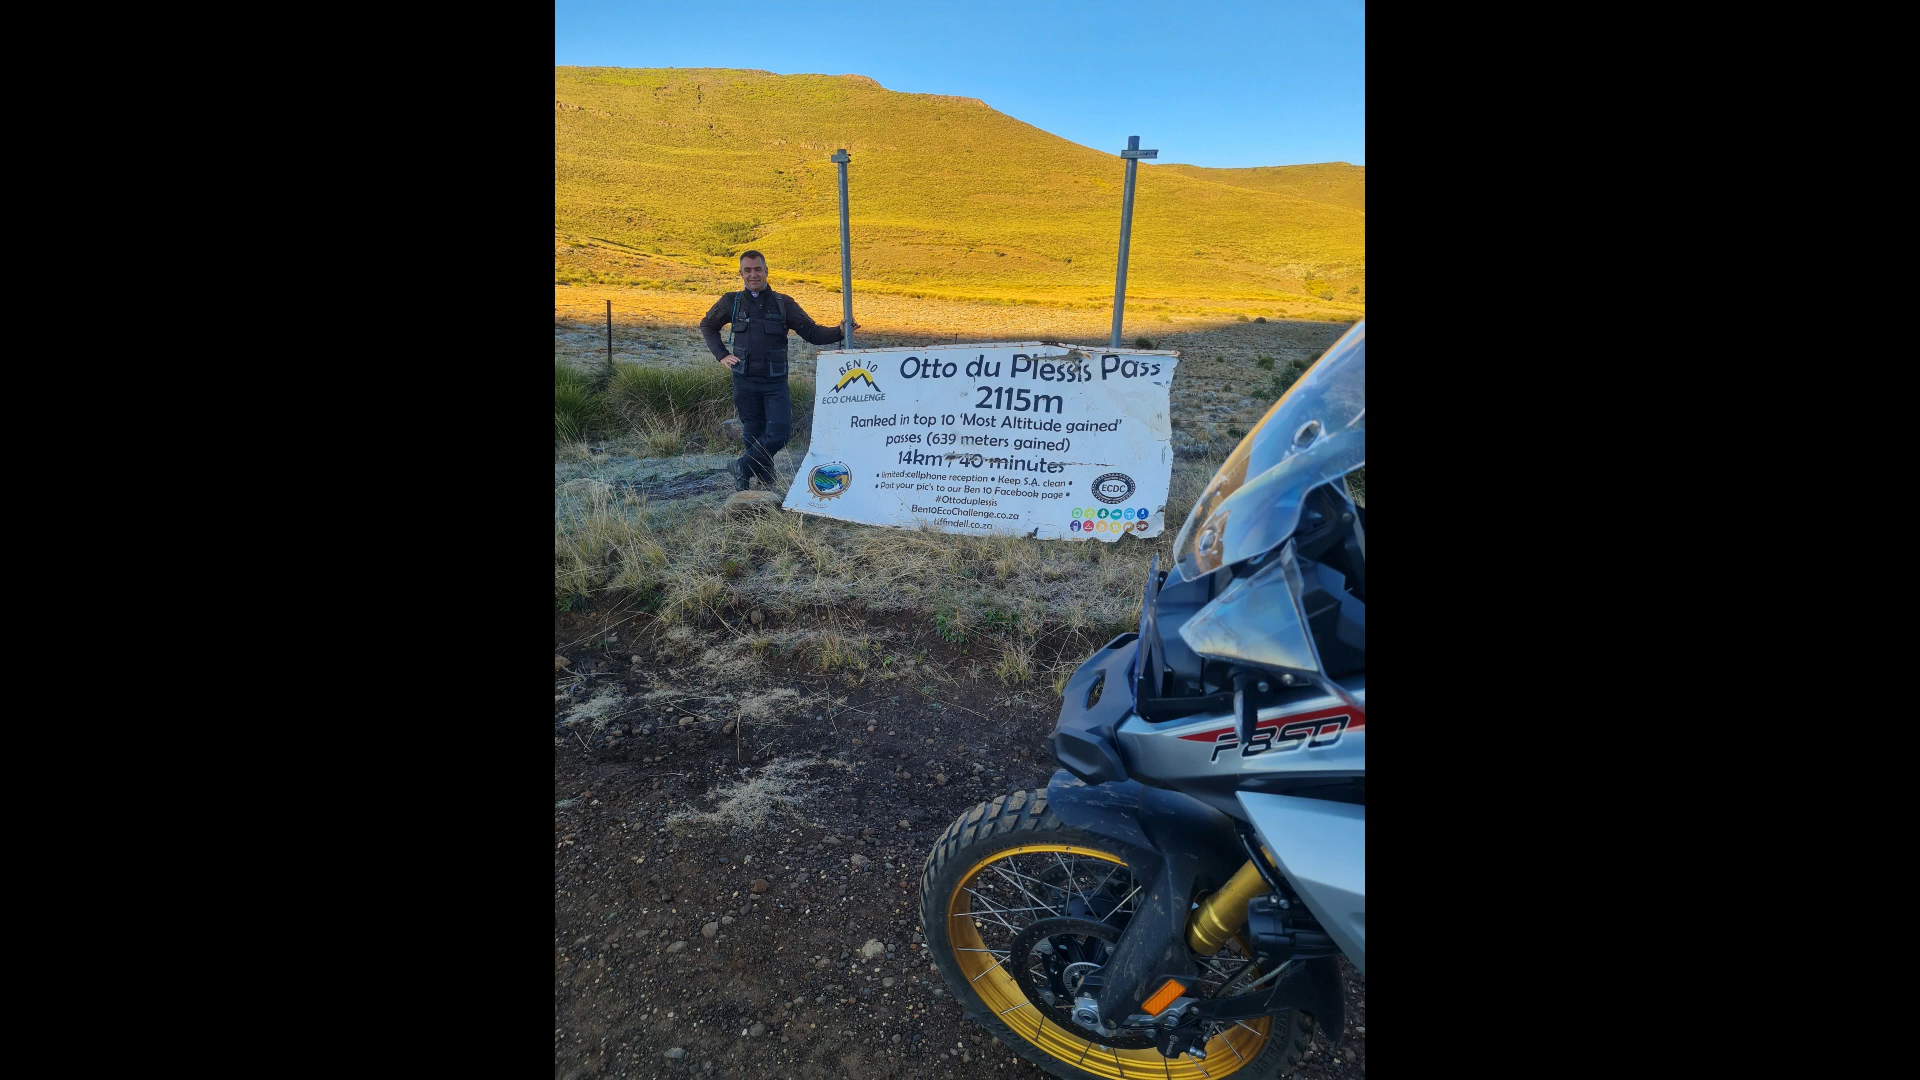 BEN 10
ECO CHALLENGE
Otto du Plessis Pass
2115m
Ranked in top 10 'Most Altitude gained'
passes (639 meters gained)
14km / 40 minutes
• limited cellphone reception • Keep S.A. clean •
• Post your pic's to our Ben 10 Facebook page •
#Ottoduplessis
Ben10EcoChallenge.co.za
tiffindell.co.za
ECDC
F850